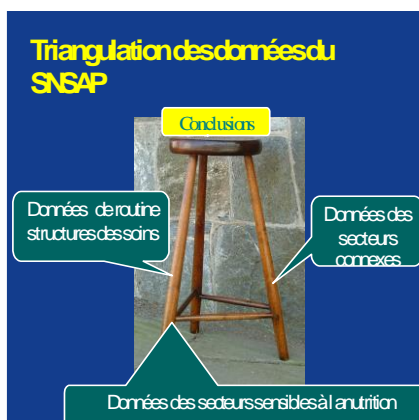 Triangulation des données du
SNSAP
Conclusions
Données de routine
structures des soins
Données des
secteurs
connexes
Données des secteurs sensibles à la nutrition